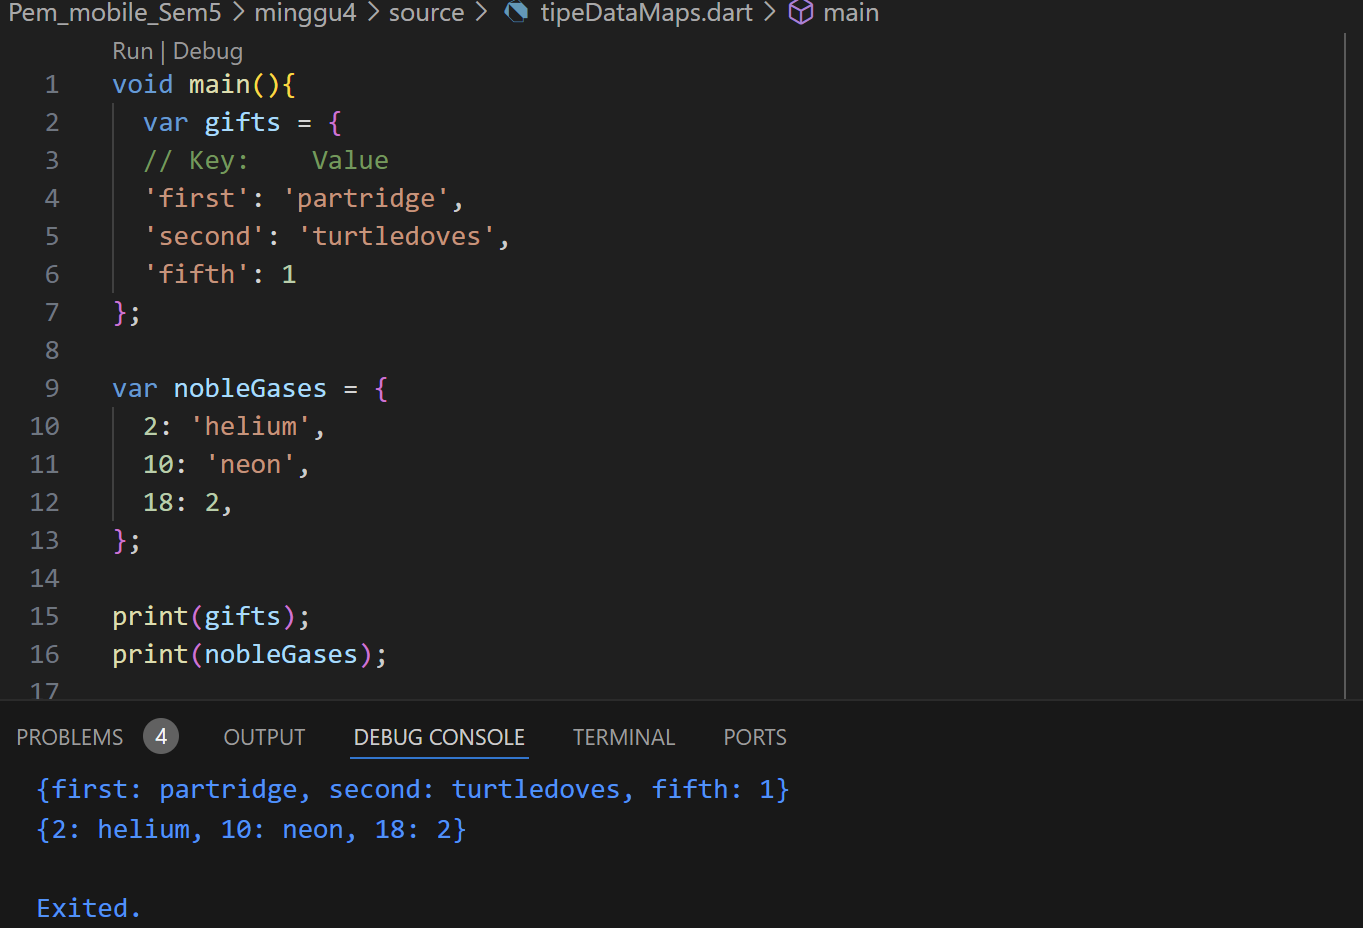 Pem_mobile_Sem5 > minggu4 > source > tipeDataMaps.dart > main
Run | Debug
1 void main(){
2 var gifts = {
3 // Key:    Value
4 'first': 'partridge',
5 'second': 'turtledoves',
6 'fifth': 1
7 };
8
9 var nobleGases = {
10 2: 'helium',
11 10: 'neon',
12 18: 2,
13 };
14
15 print(gifts);
16 print(nobleGases);
17
PROBLEMS 4 OUTPUT DEBUG CONSOLE TERMINAL PORTS
{first: partridge, second: turtledoves, fifth: 1}
{2: helium, 10: neon, 18: 2}
Exited.